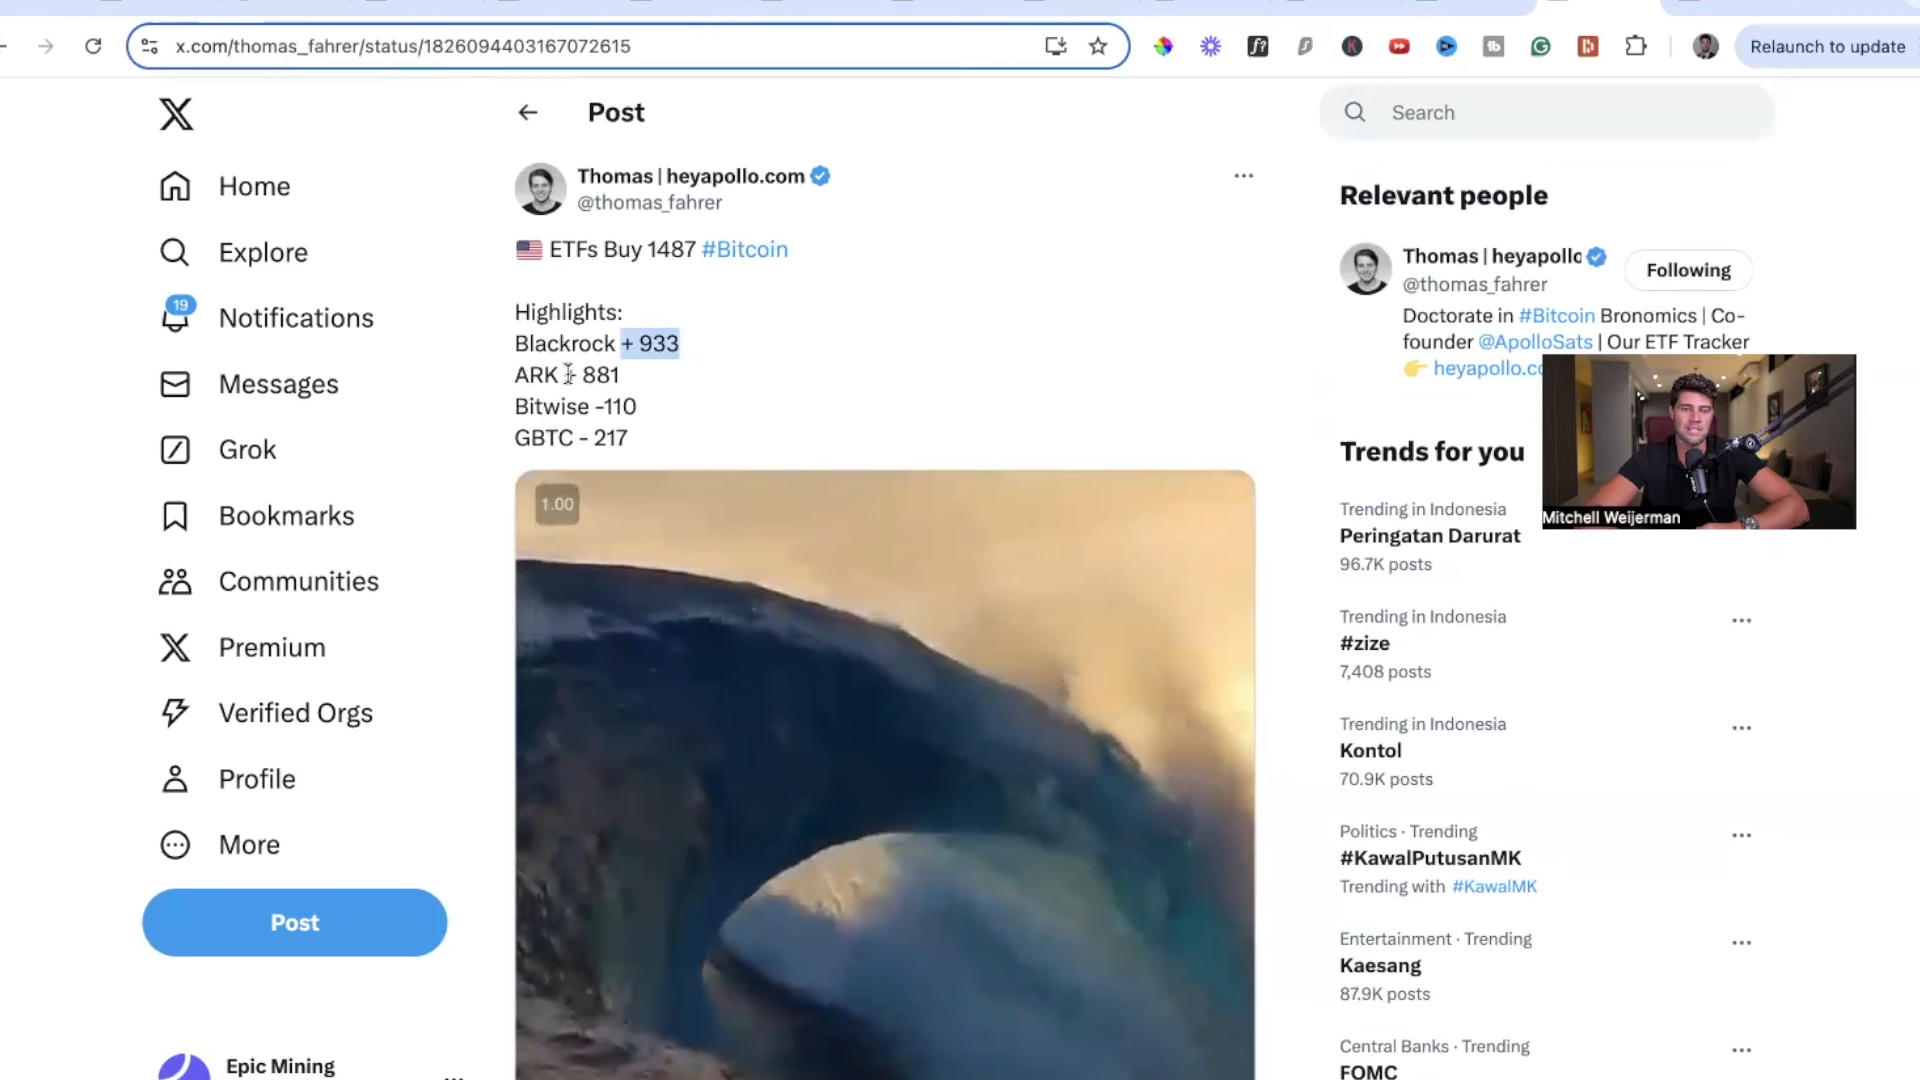 x.com/thomas_fahrer/status/1826094403167072615
Relaunch to update
Home
Explore
19
Notifications
Messages
Grok
Bookmarks
Communities
Premium
Verified Orgs
Profile
More
Post
Epic Mining
Post
Thomas | heyapollo.com
@thomas_fahrer
🇺🇸 ETFs Buy 1487 #Bitcoin
Highlights:
Blackrock + 933
ARK + 881
Bitwise -110
GBTC - 217
1.00
Search
Relevant people
Thomas | heyapollo
@thomas_fahrer
Following
Doctorate in #Bitcoin Bronomics | Co-
founder @ApolloSats | Our ETF Tracker
👉 heyapollo.co
Mitchell Weijerman
Trends for you
Trending in Indonesia
Peringatan Darurat
96.7K posts
Trending in Indonesia
#zize
7,408 posts
Trending in Indonesia
Kontol
70.9K posts
Politics · Trending
#KawalPutusanMK
Trending with #KawalMK
Entertainment · Trending
Kaesang
87.9K posts
Central Banks · Trending
FOMC